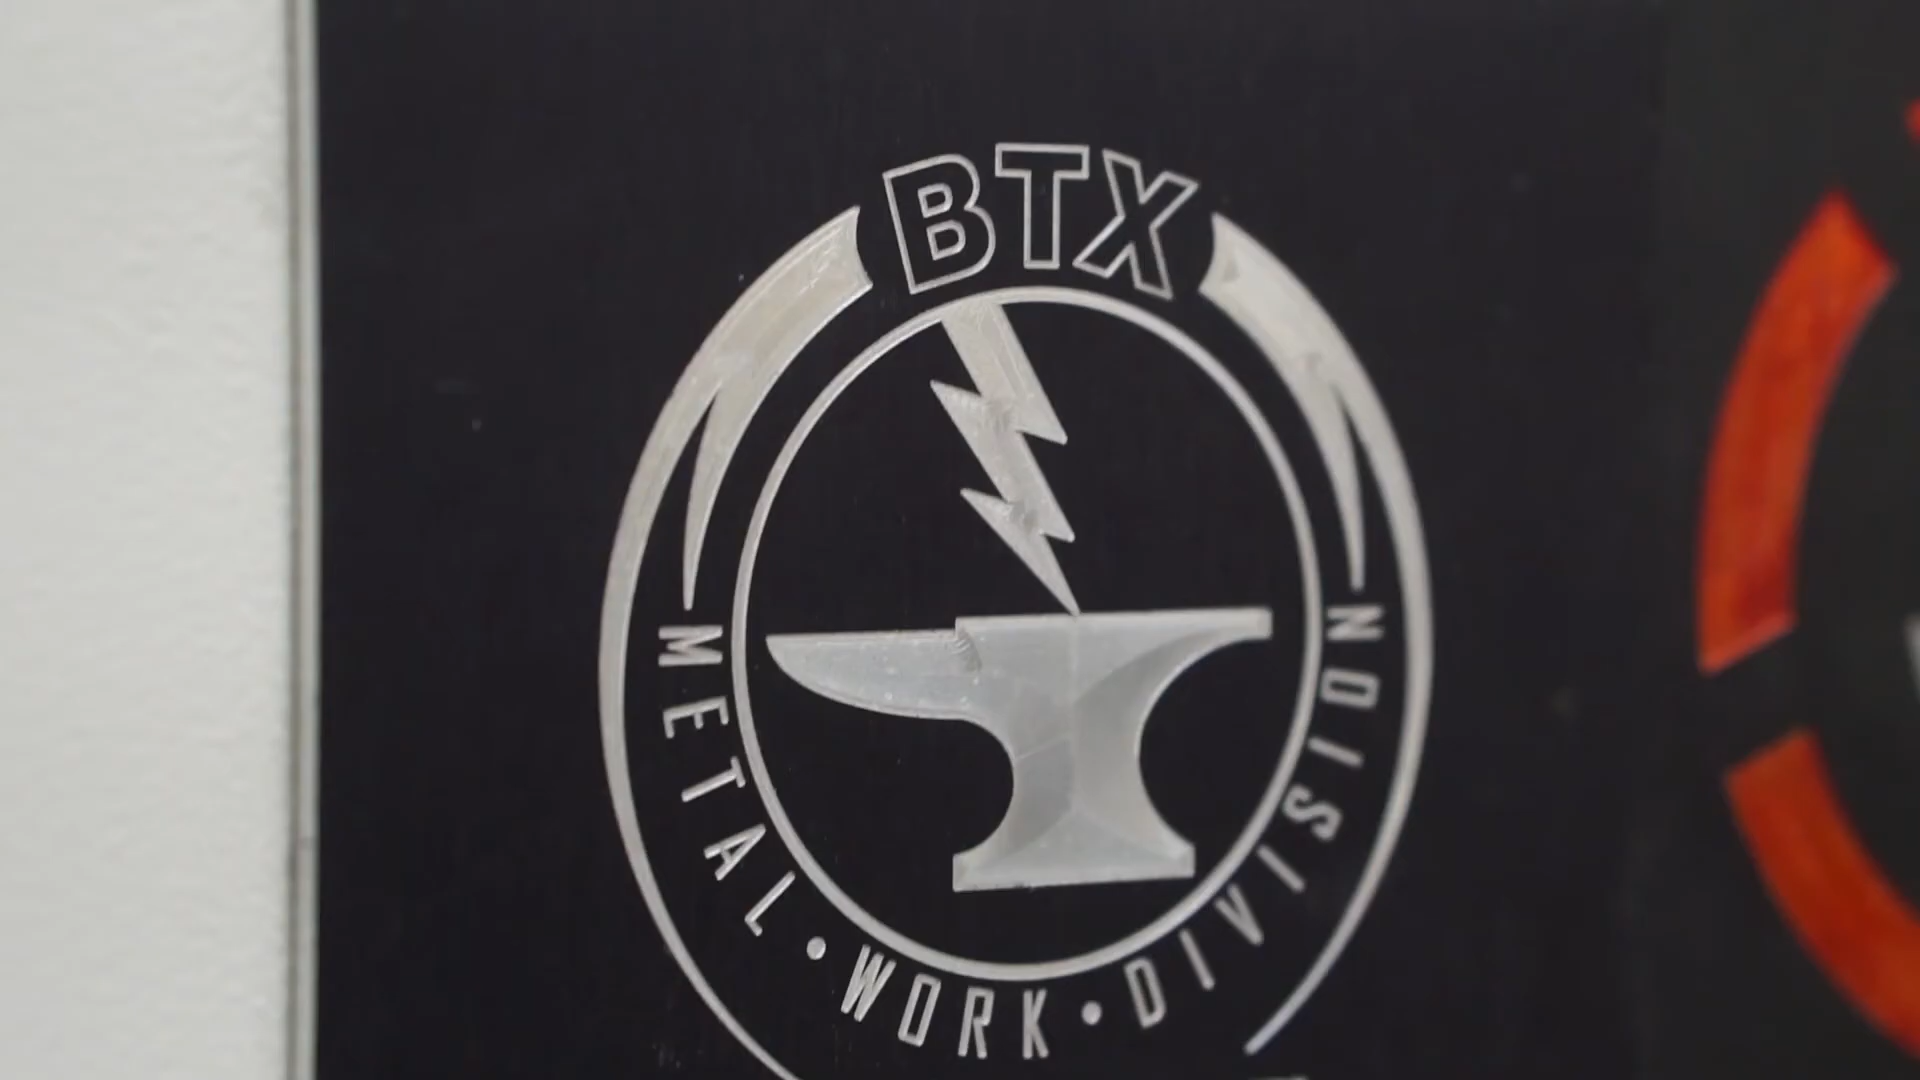 BTX
METAL • WORK • DIVISION